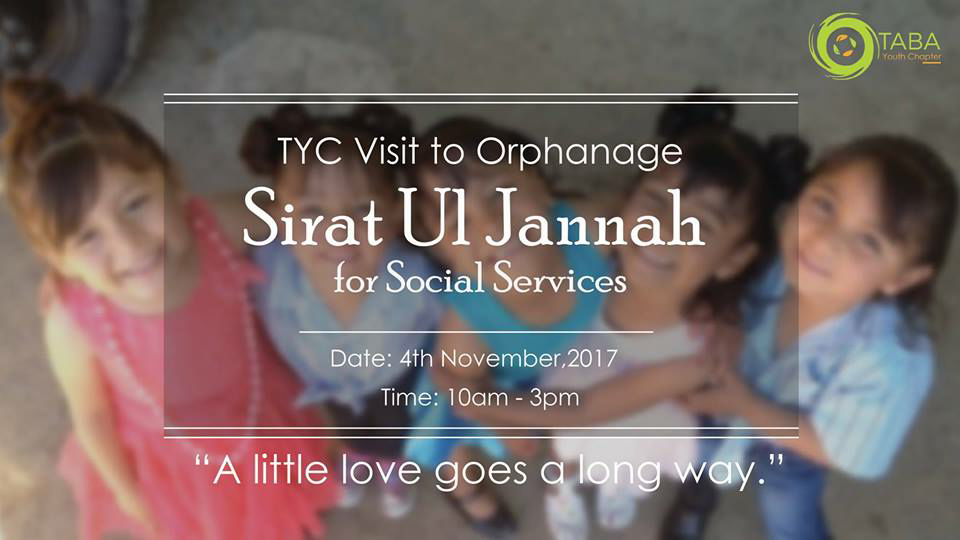 TABA
Youth Chapter
TYC Visit to Orphanage
Sirat Ul Jannah
for Social Services
Date: 4th November,2017
Time: 10am - 3pm
“A little love goes a long way.”